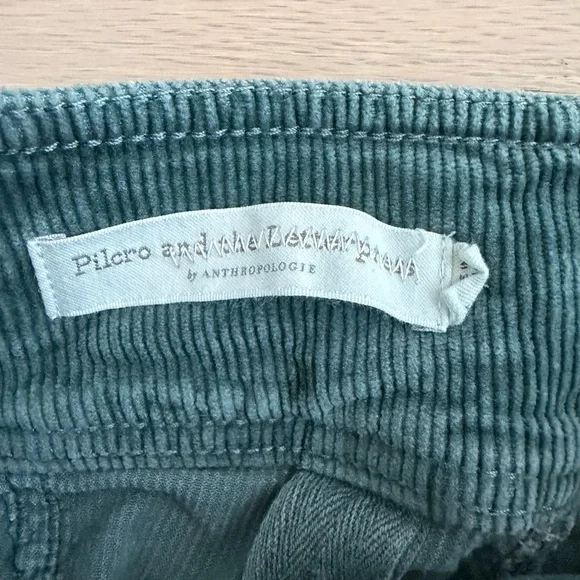 Pilcro and the Letterpress
by ANTHROPOLOGIE